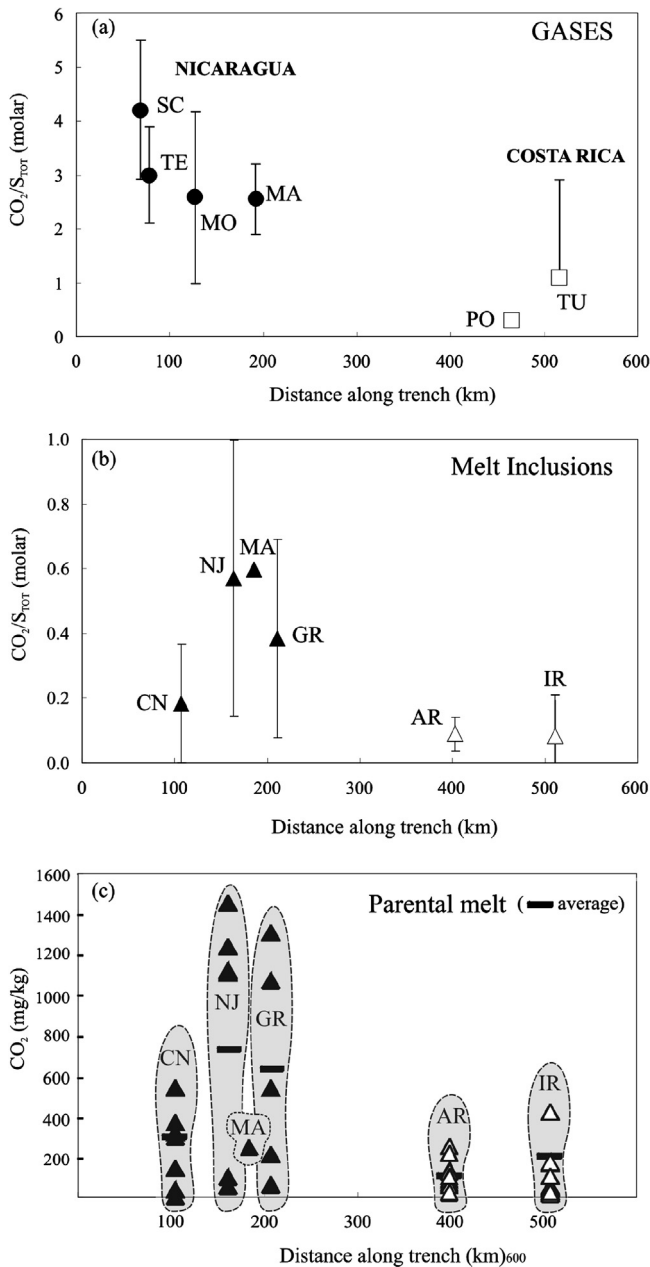 (a)
GASES
6
5
4
3
2
1
0
CO2/STOT (molar)
NICARAGUA
SC
TE
MO
MA
COSTA RICA
PO
TU
0 100 200 300 400 500 600
Distance along trench (km)
(b)
Melt Inclusions
1.0
0.8
0.6
0.4
0.2
0.0
CO2/STOT (molar)
NJ
MA
GR
CN
AR
IR
0 100 200 300 400 500 600
Distance along trench (km)
(c)
Parental melt ( average)
1600
1400
1200
1000
800
600
400
200
CO2 (mg/kg)
CN
NJ
GR
MA
AR
IR
100 200 300 400 500
Distance along trench (km)600